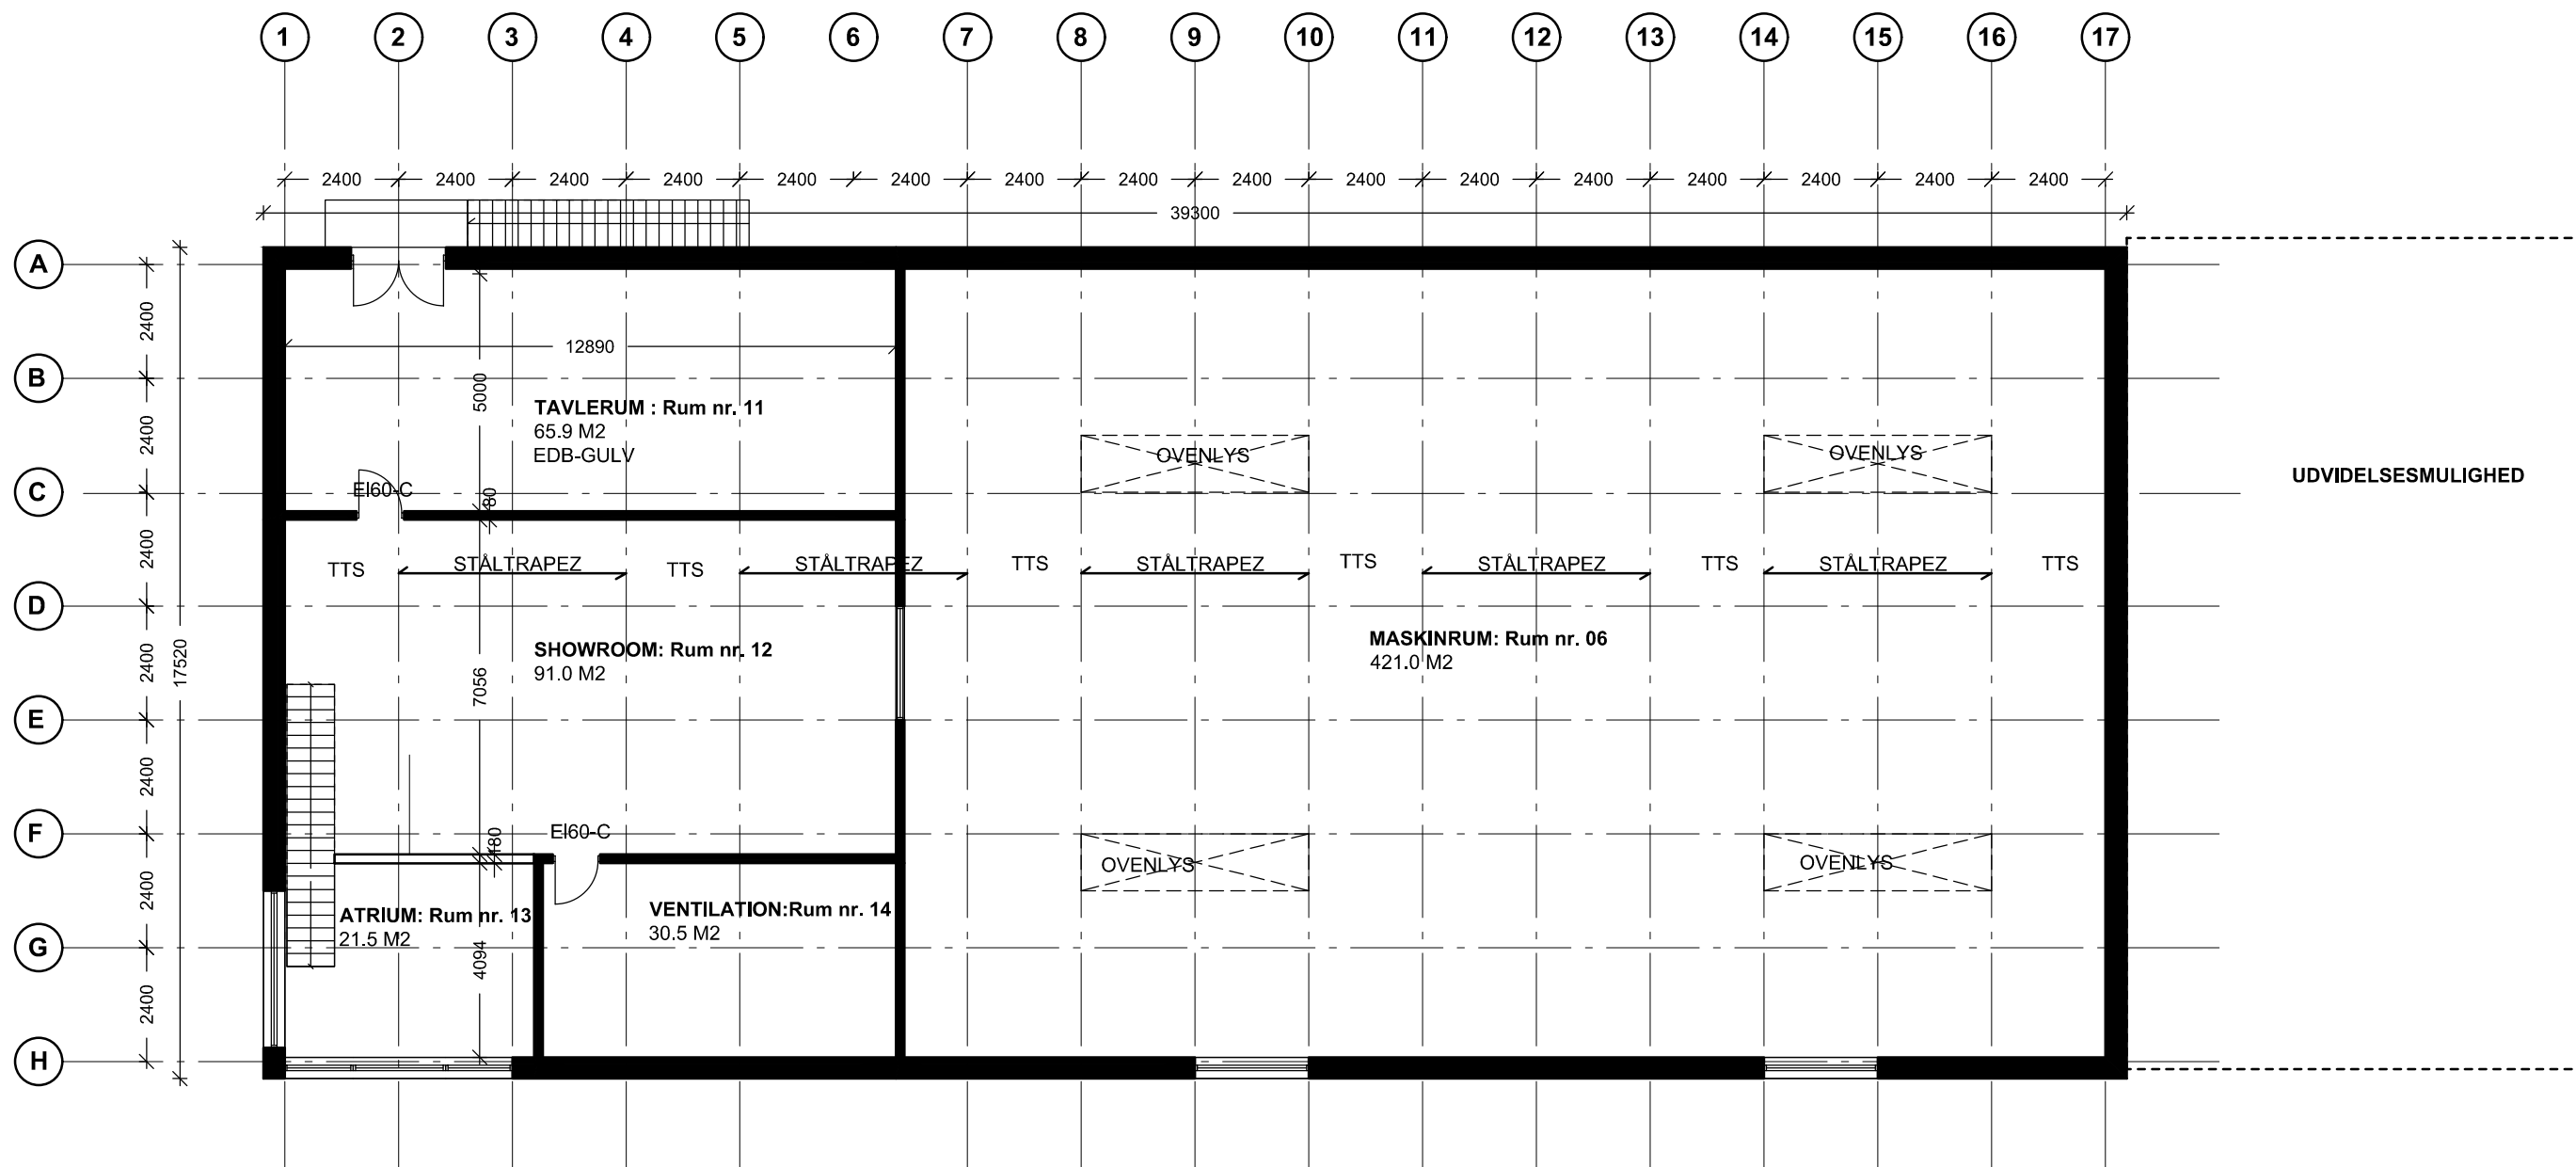 1 2 3 4 5 6 7 8 9 10 11 12 13 14 15 16 17
2400 2400 2400 2400 2400 2400 2400 2400 2400 2400 2400 2400 2400 2400 2400 2400
39300
A
2400
12890
B
5000
TAVLERUM : Rum nr. 11
65.9 M2
EDB-GULV
2400
OVENLYS OVENLYS
UDVIDELSESMULIGHED
C
EI60-C
180
2400
TTS STÅLTRAPEZ TTS STÅLTRAPEZ TTS STÅLTRAPEZ TTS STÅLTRAPEZ TTS STÅLTRAPEZ TTS
D
17520
2400
SHOWROOM: Rum nr. 12
91.0 M2
MASKINRUM: Rum nr. 06
421.0 M2
7056
E
2400
F
EI60-C
180
OVENLYS OVENLYS
2400
ATRIUM: Rum nr. 13
21.5 M2
VENTILATION:Rum nr. 14
30.5 M2
G
4094
2400
H